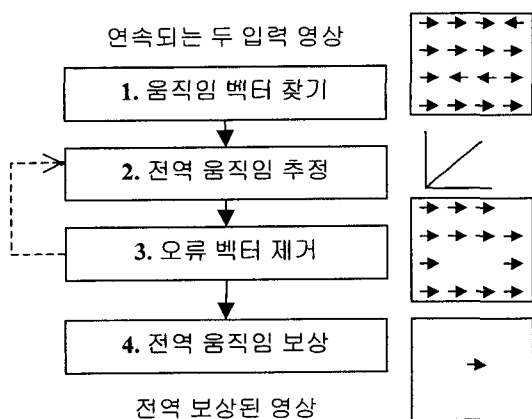 연속되는 두 입력 영상
1. 움직임 벡터 찾기
2. 전역 움직임 추정
3. 오류 벡터 제거
4. 전역 움직임 보상
전역 보상된 영상